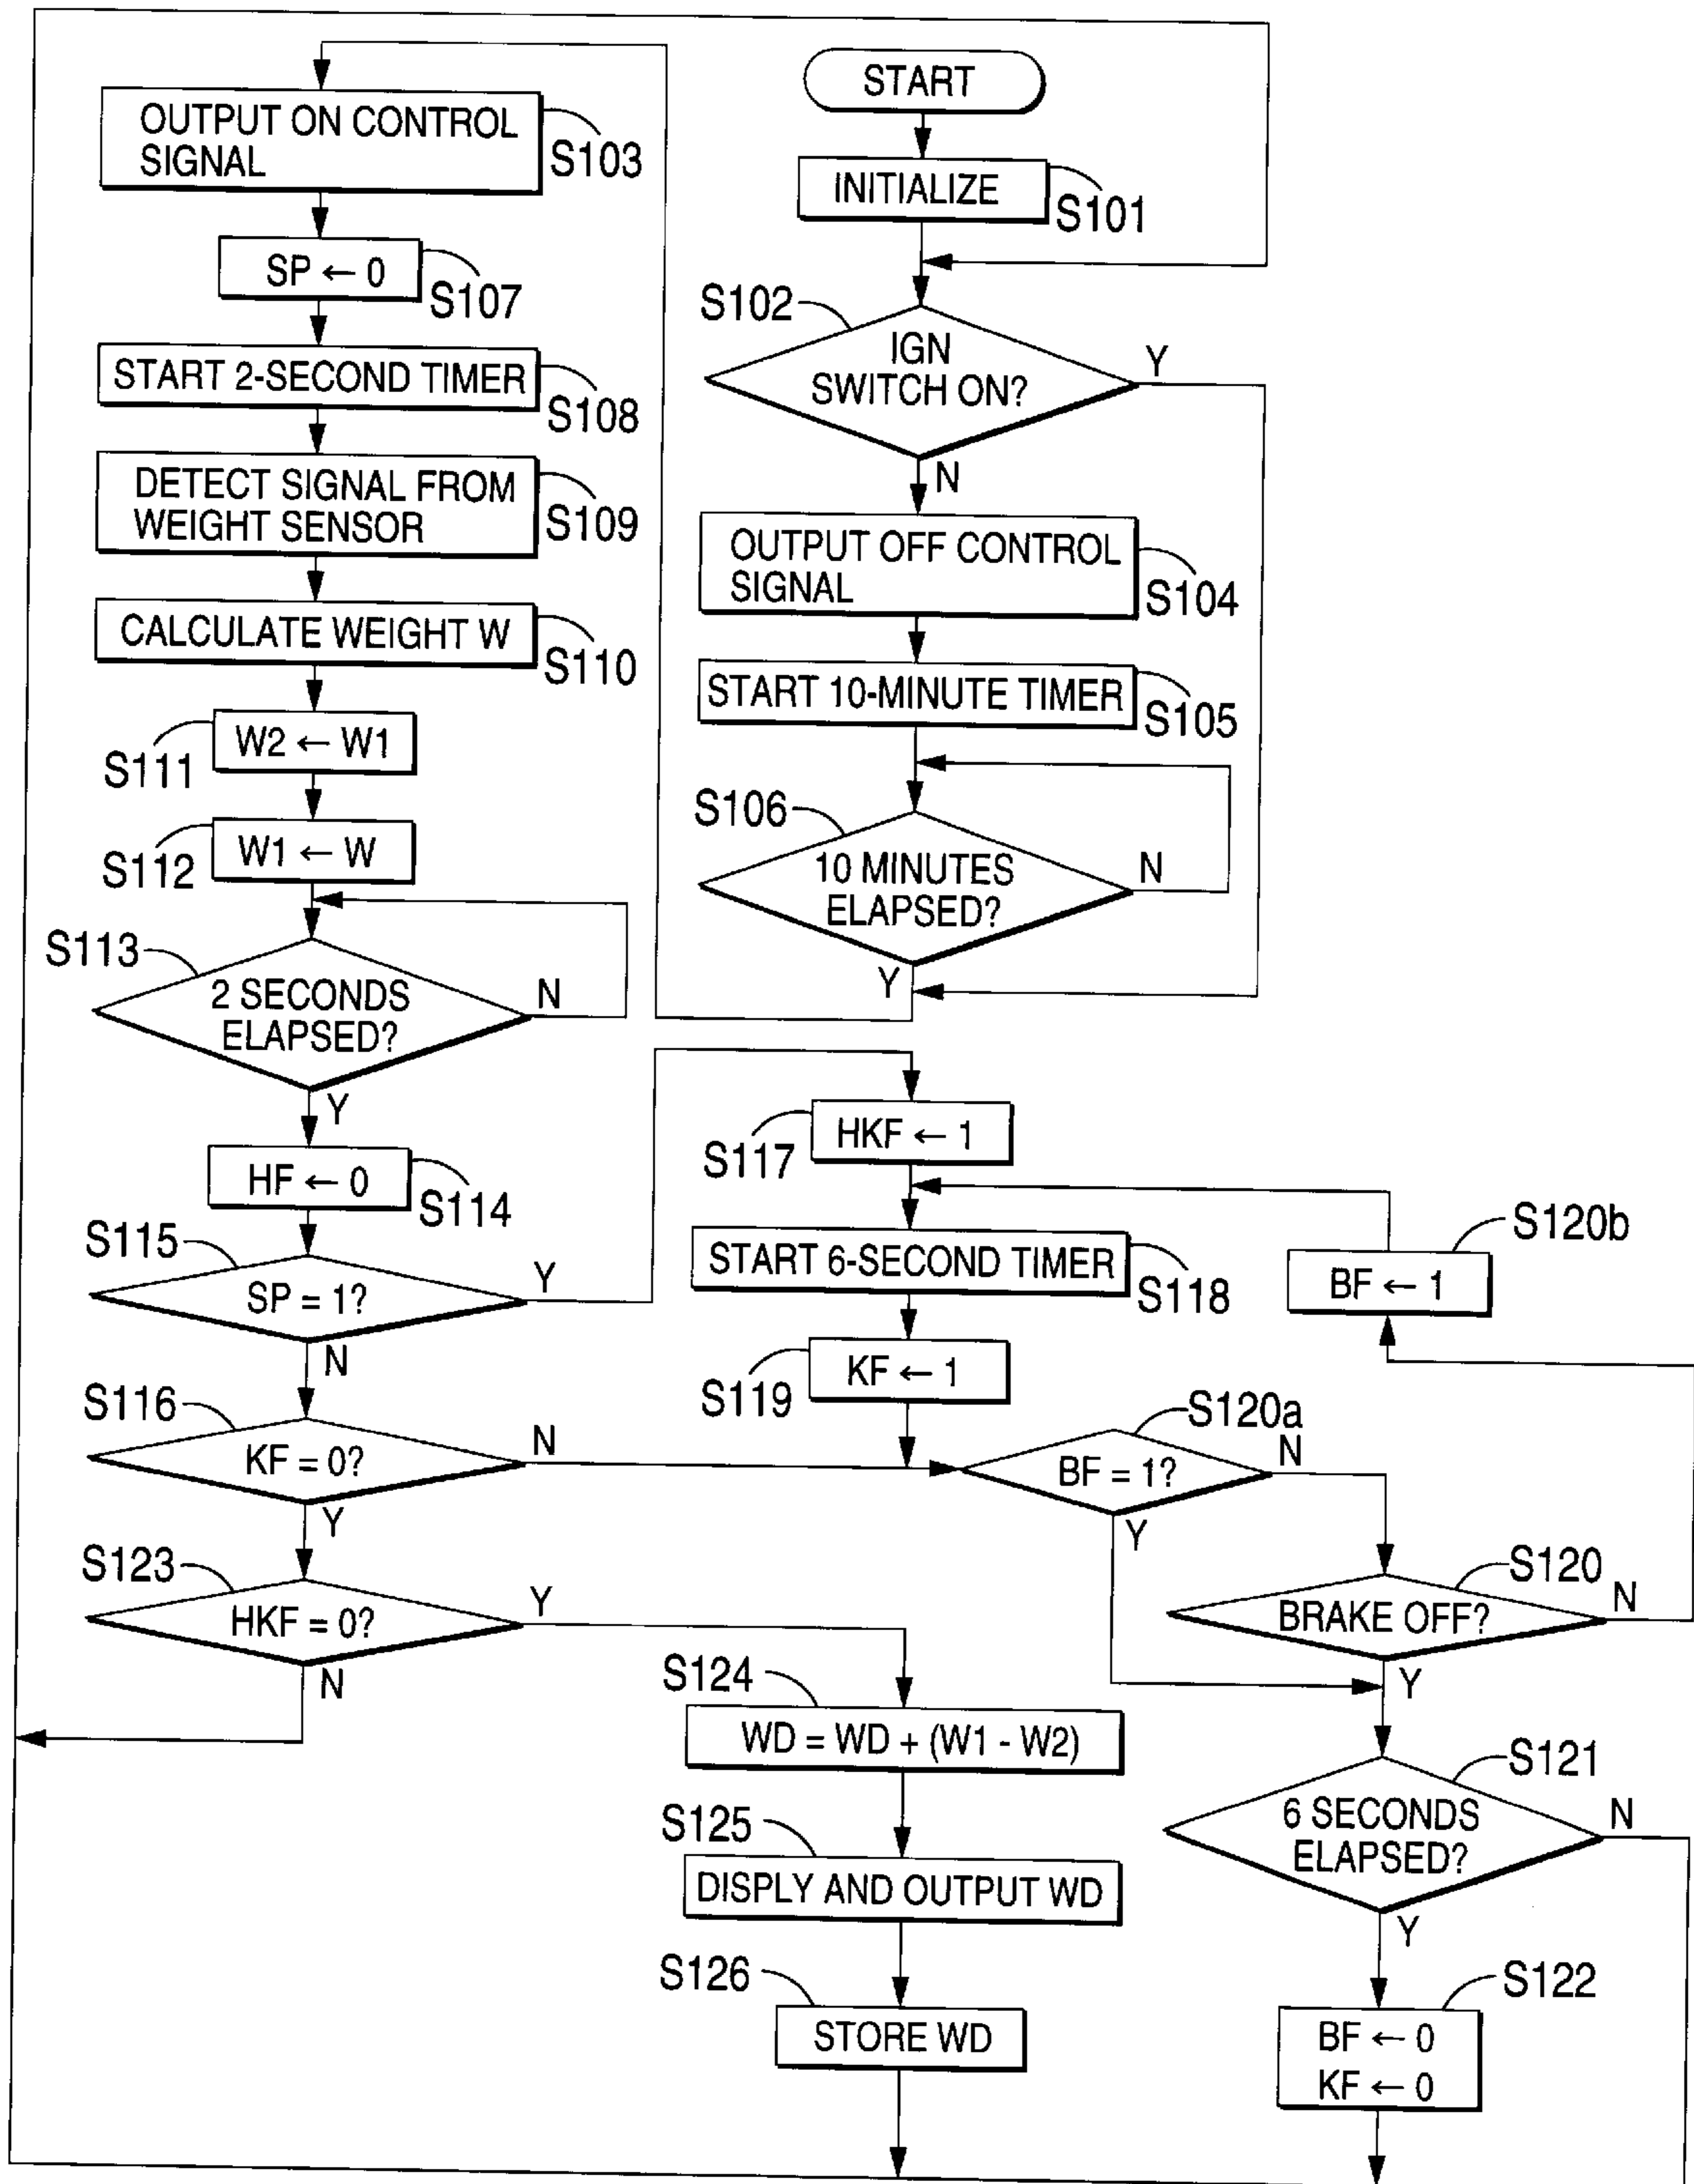 START
INITIALIZE
S101
S102
IGN
SWITCH ON?
Y
N
OUTPUT OFF CONTROL
SIGNAL
S104
START 10-MINUTE TIMER
S105
S106
10 MINUTES
ELAPSED?
N
Y
OUTPUT ON CONTROL
SIGNAL
S103
SP ← 0
S107
START 2-SECOND TIMER
S108
DETECT SIGNAL FROM
WEIGHT SENSOR
S109
CALCULATE WEIGHT W
S110
W2 ← W1
S111
W1 ← W
S112
S113
2 SECONDS
ELAPSED?
N
Y
HF ← 0
S114
S115
SP = 1?
Y
N
S116
KF = 0?
N
Y
S123
HKF = 0?
Y
N
HKF ← 1
S117
START 6-SECOND TIMER
S118
KF ← 1
S119
S120a
BF = 1?
N
Y
S120b
BF ← 1
S120
BRAKE OFF?
N
Y
S121
6 SECONDS
ELAPSED?
N
Y
S122
BF ← 0
KF ← 0
S124
WD = WD + (W1 - W2)
S125
DISPLY AND OUTPUT WD
S126
STORE WD